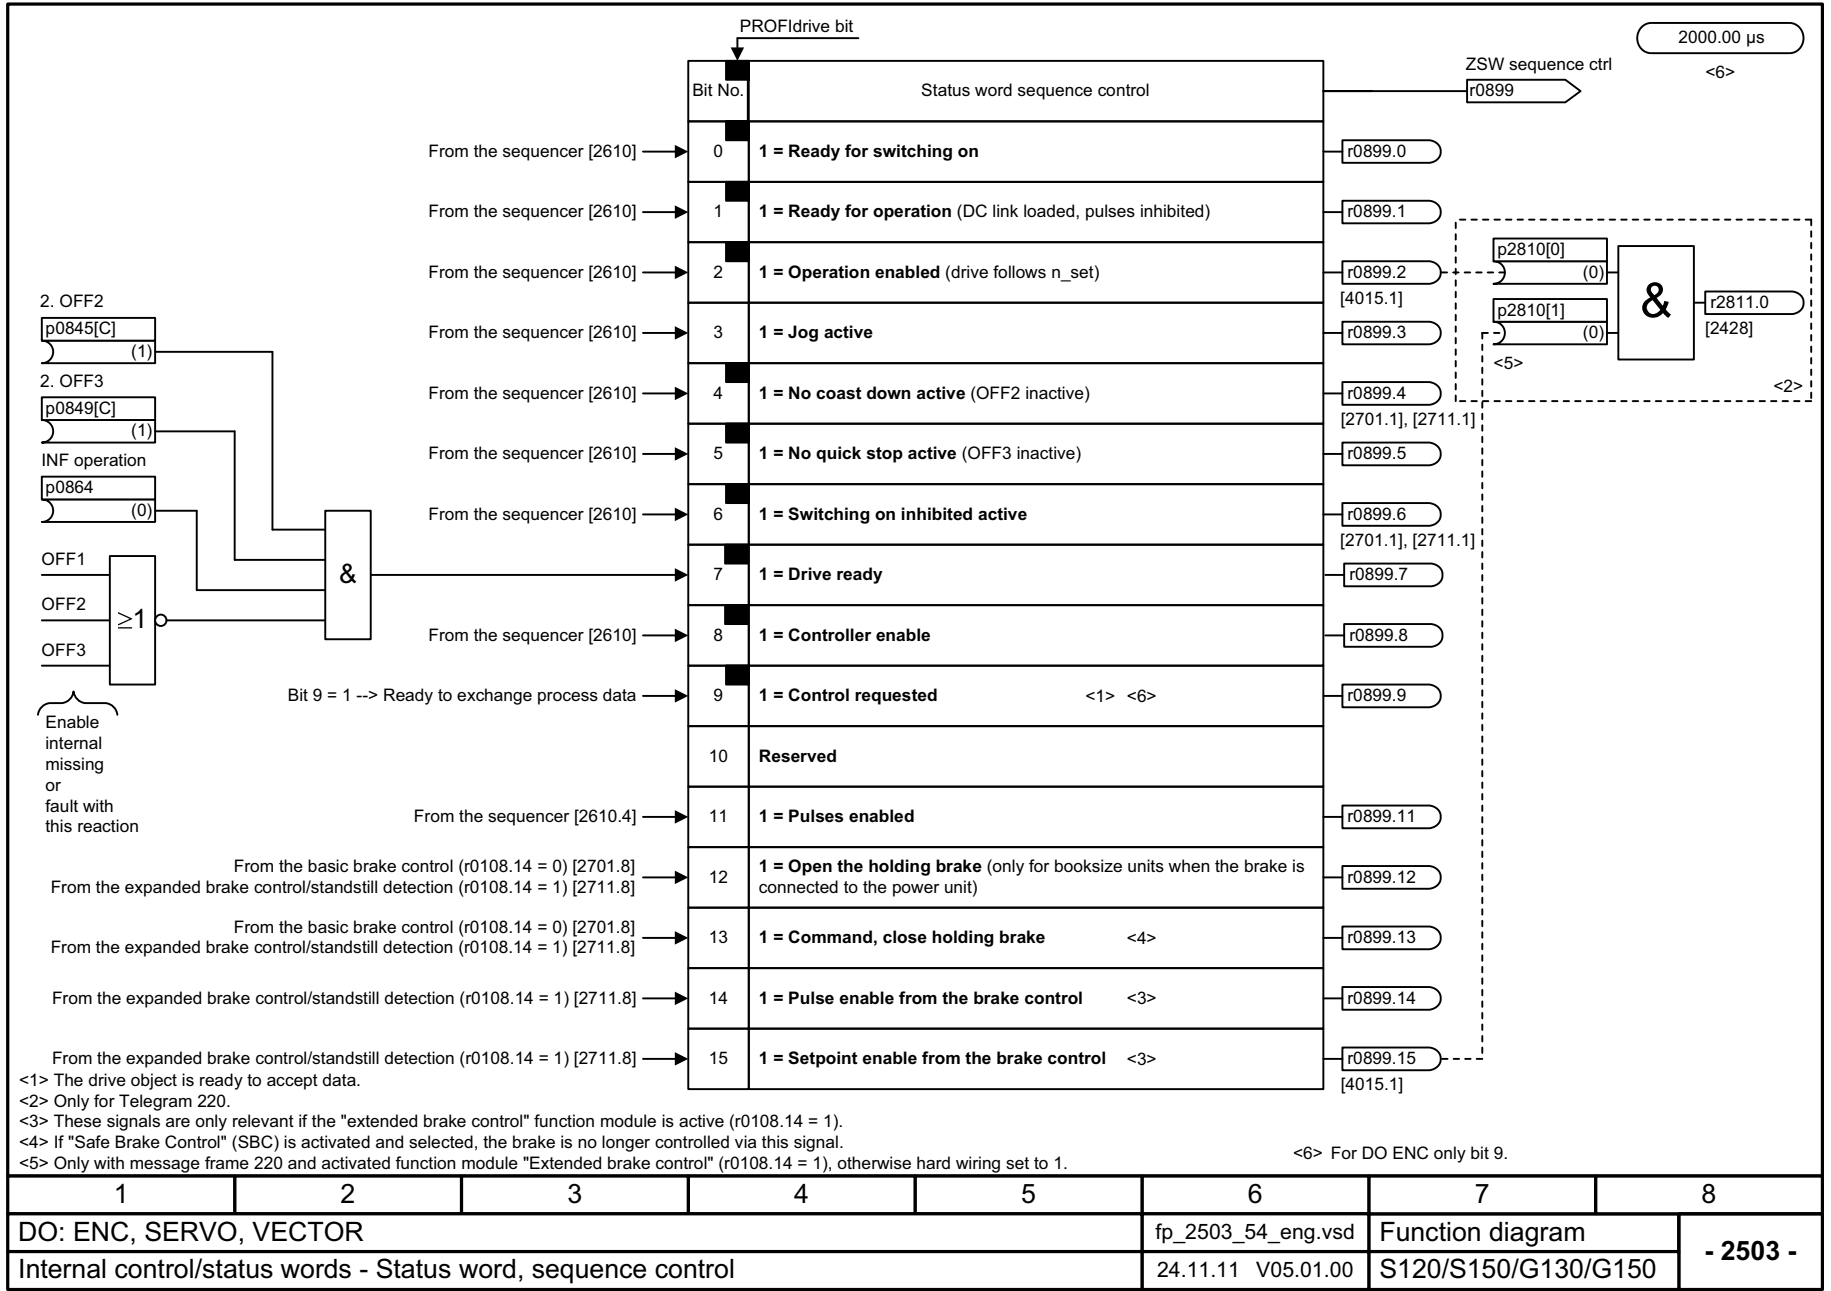 PROFIdrive bit
2000.00 µs
<6>
ZSW sequence ctrl
r0899
Bit No.
Status word sequence control
From the sequencer [2610]
0
1 = Ready for switching on
r0899.0
From the sequencer [2610]
1
1 = Ready for operation (DC link loaded, pulses inhibited)
r0899.1
From the sequencer [2610]
2
1 = Operation enabled (drive follows n_set)
r0899.2
[4015.1]
p2810[0]
(0)
p2810[1]
(0)
<5>
&
r2811.0
[2428]
<2>
From the sequencer [2610]
3
1 = Jog active
r0899.3
From the sequencer [2610]
4
1 = No coast down active (OFF2 inactive)
r0899.4
[2701.1], [2711.1]
From the sequencer [2610]
5
1 = No quick stop active (OFF3 inactive)
r0899.5
From the sequencer [2610]
6
1 = Switching on inhibited active
r0899.6
[2701.1], [2711.1]
2. OFF2
p0845[C]
(1)
2. OFF3
p0849[C]
(1)
INF operation
p0864
(0)
OFF1
OFF2
OFF3
≥1
&
Enable
internal
missing
or
fault with
this reaction
7
1 = Drive ready
r0899.7
From the sequencer [2610]
8
1 = Controller enable
r0899.8
Bit 9 = 1 --> Ready to exchange process data
9
1 = Control requested <1> <6>
r0899.9
10
Reserved
From the sequencer [2610.4]
11
1 = Pulses enabled
r0899.11
From the basic brake control (r0108.14 = 0) [2701.8]
From the expanded brake control/standstill detection (r0108.14 = 1) [2711.8]
12
1 = Open the holding brake (only for booksize units when the brake is
connected to the power unit)
r0899.12
From the basic brake control (r0108.14 = 0) [2701.8]
From the expanded brake control/standstill detection (r0108.14 = 1) [2711.8]
13
1 = Command, close holding brake <4>
r0899.13
From the expanded brake control/standstill detection (r0108.14 = 1) [2711.8]
14
1 = Pulse enable from the brake control <3>
r0899.14
From the expanded brake control/standstill detection (r0108.14 = 1) [2711.8]
15
1 = Setpoint enable from the brake control <3>
r0899.15
[4015.1]
<1> The drive object is ready to accept data.
<2> Only for Telegram 220.
<3> These signals are only relevant if the "extended brake control" function module is active (r0108.14 = 1).
<4> If "Safe Brake Control" (SBC) is activated and selected, the brake is no longer controlled via this signal.
<5> Only with message frame 220 and activated function module "Extended brake control" (r0108.14 = 1), otherwise hard wiring set to 1.
<6> For DO ENC only bit 9.
1 2 3 4 5 6 7 8
DO: ENC, SERVO, VECTOR
fp_2503_54_eng.vsd
Function diagram
- 2503 -
Internal control/status words - Status word, sequence control
24.11.11 V05.01.00
S120/S150/G130/G150